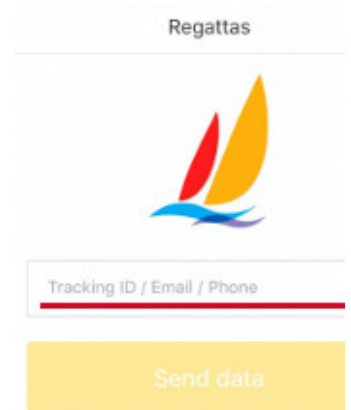 Regattas
Tracking ID / Email / Phone
Send data